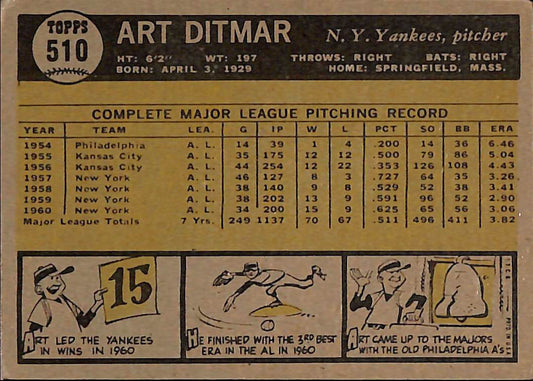 TOPPS
510
ART DITMAR
N. Y. Yankees, pitcher
HT: 6'2" WT: 197 THROWS: RIGHT BATS: RIGHT
BORN: APRIL 3, 1929 HOME: SPRINGFIELD, MASS.
COMPLETE MAJOR LEAGUE PITCHING RECORD
YEAR TEAM LEA. G IP W L PCT SO BB ERA
1954 Philadelphia A. L. 14 39 1 4 .200 14 36 6.46
1955 Kansas City A. L. 35 175 12 12 .500 79 86 5.04
1956 Kansas City A. L. 44 254 12 22 .353 126 108 4.43
1957 New York A. L. 46 127 8 3 .727 64 35 3.26
1958 New York A. L. 38 140 9 8 .529 52 38 3.41
1959 New York A. L. 38 202 13 9 .591 96 52 2.90
1960 New York A. L. 34 200 15 9 .625 65 56 3.06
Major League Totals 7 Yrs. 249 1137 70 67 .511 496 411 3.82
15
ART LED THE YANKEES
IN WINS IN 1960
HE FINISHED WITH THE 3RD BEST
ERA IN THE AL IN 1960
ART CAME UP TO THE MAJORS
WITH THE OLD PHILADELPHIA A's